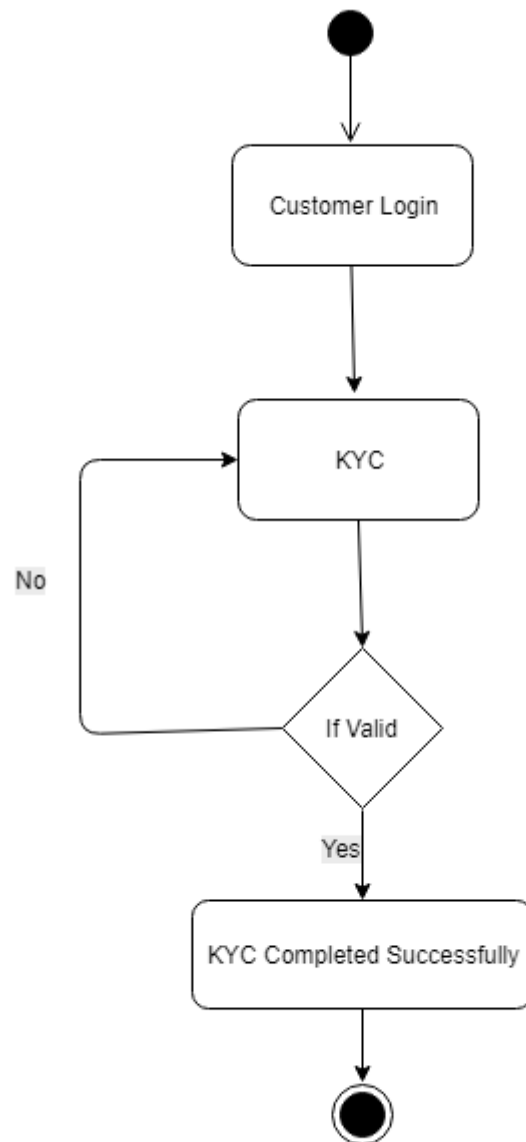 Customer Login
KYC
No
If Valid
Yes
KYC Completed Successfully